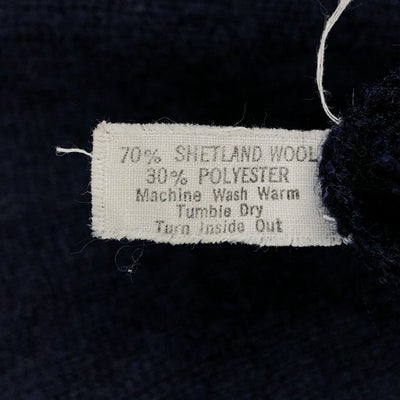 70% SHETLAND WOOL
30% POLYESTER
Machine Wash Warm
Tumble Dry
Turn Inside Out